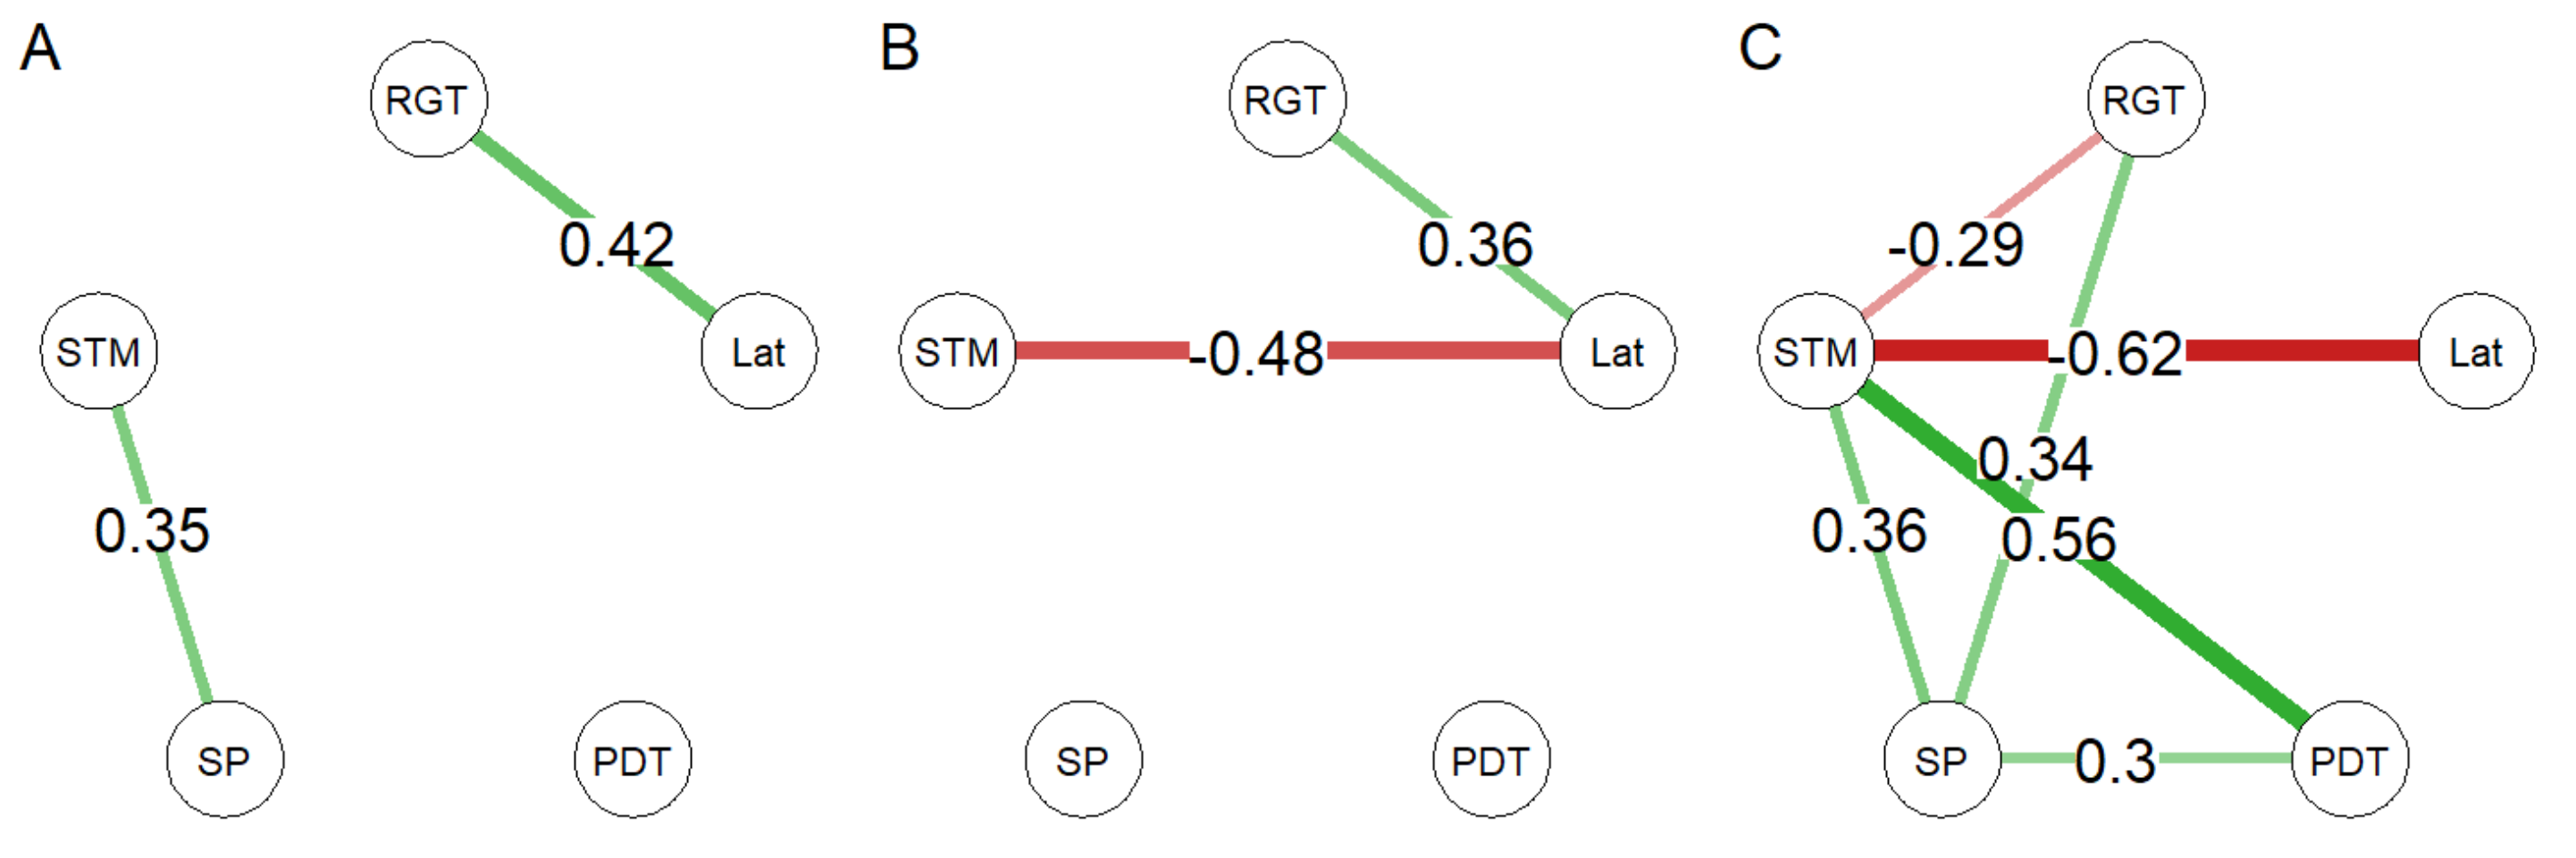 A
RGT
0.42
STM
Lat
0.35
SP
PDT
B
RGT
0.36
STM
-0.48
Lat
SP
PDT
C
RGT
-0.29
STM
-0.62
Lat
0.34
0.36
0.56
SP
0.3
PDT